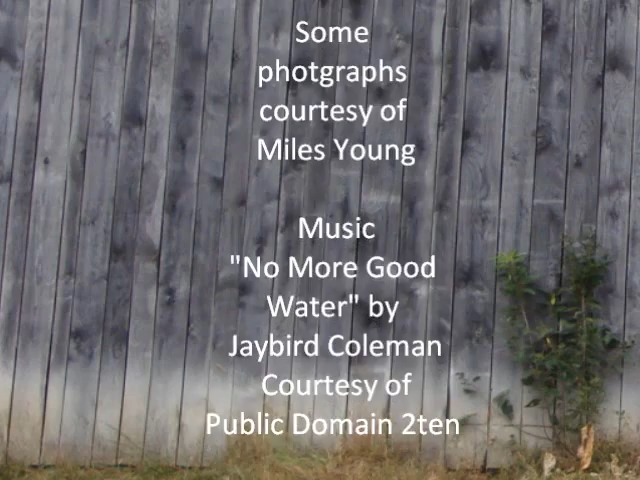 Some
photgraphs
courtesy of
Miles Young
Music
"No More Good
Water" by
Jaybird Coleman
Courtesy of
Public Domain 2ten